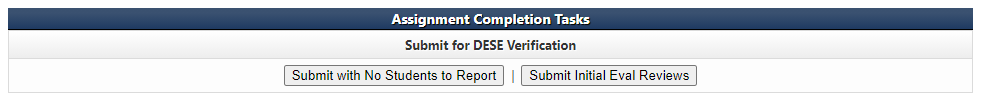 Assignment Completion Tasks
Submit for DESE Verification
Submit with No Students to Report | Submit Initial Eval Reviews